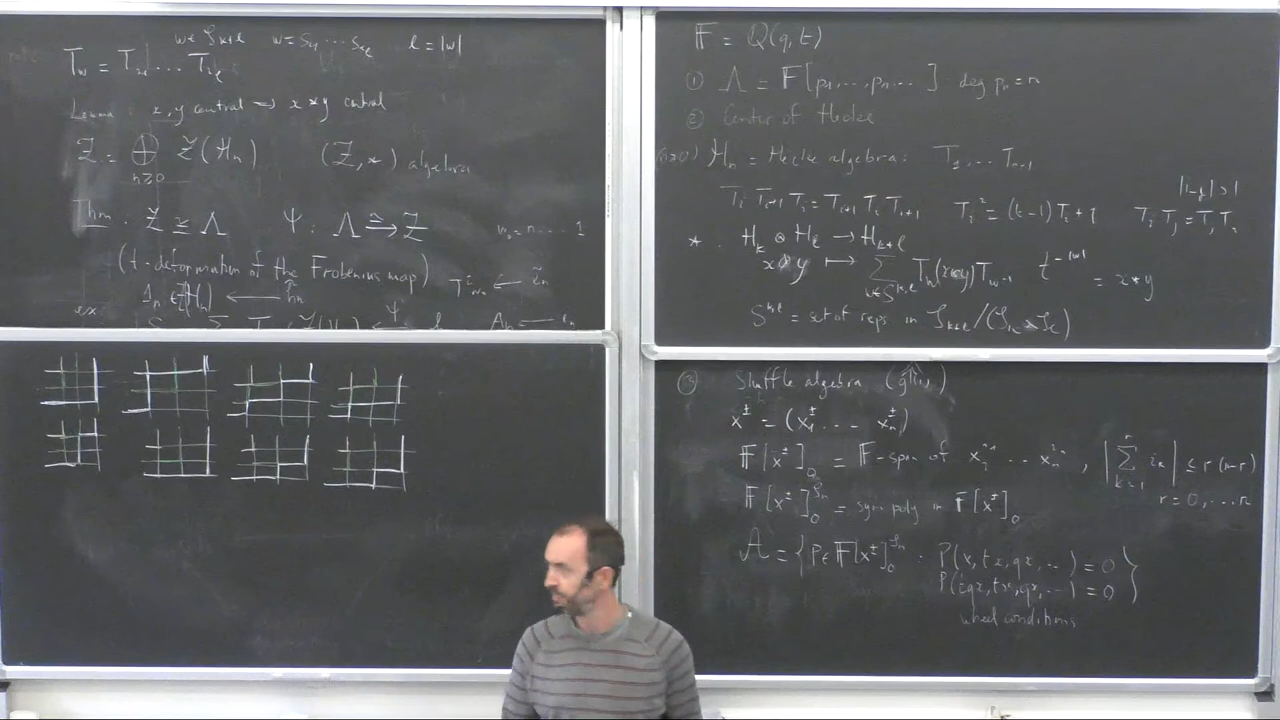 w ∈ S_{k+l}   w = s_{i_1} ... s_{i_l}   l = |w|
T_w = T_{i_1} ... T_{i_l}
Lemma : x, y central ⇒ x * y central
Z = ⊕_{n≥0} Z(H_n)   (Z, *) algebra
Thm . Z ≅ Λ   Ψ : Λ ≅→ Z
(t-deformation of the Frobenius map)
1_n ∈ Z(H_n) ⟵ h_n
F = Q(q, t)
① Λ = F[p_1, ..., p_n, ...]   deg p_n = n
② Center of Hecke
(n≥0) H_n = Hecke algebra : T_1 ... T_{n-1}
T_i T_{i+1} T_i = T_{i+1} T_i T_{i+1}   T_i^2 = (t-1) T_i + t   T_i T_j = T_j T_i   |i-j| > 1
* . H_k ⊗ H_l → H_{k+l}
x ⊗ y ↦ Σ T_w (x⊗y) T_{w^{-1}} t^{-|w|} = x * y
S^{k,l} = set of reps in S_{k+l} / (S_k × S_l)
③ Shuffle algebra
x^± = (x_1^± ... x_n^±)
F[x^±]_0 = F-span of x_1^{i_1} ... x_n^{i_n} , |Σ_{k=1}^{r} i_k| ≤ r(n-r)
r = 0, ... n
F[x^±]_0^{S_n} = sym poly in F[x^±]_0
A = { P ∈ F[x^±]_0^{S_n} : P(x, tx, qx, ...) = 0
P(tqx, tx, qx, ...) = 0 }
wheel conditions